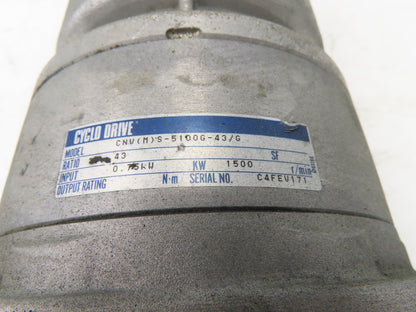 CYCLO DRIVE
MODEL CNV(M)S-5100G-43/G
RATIO 43 SF
INPUT 0.75kW KW 1500 r/min
OUTPUT RATING N·m SERIAL NO. C4FEV171